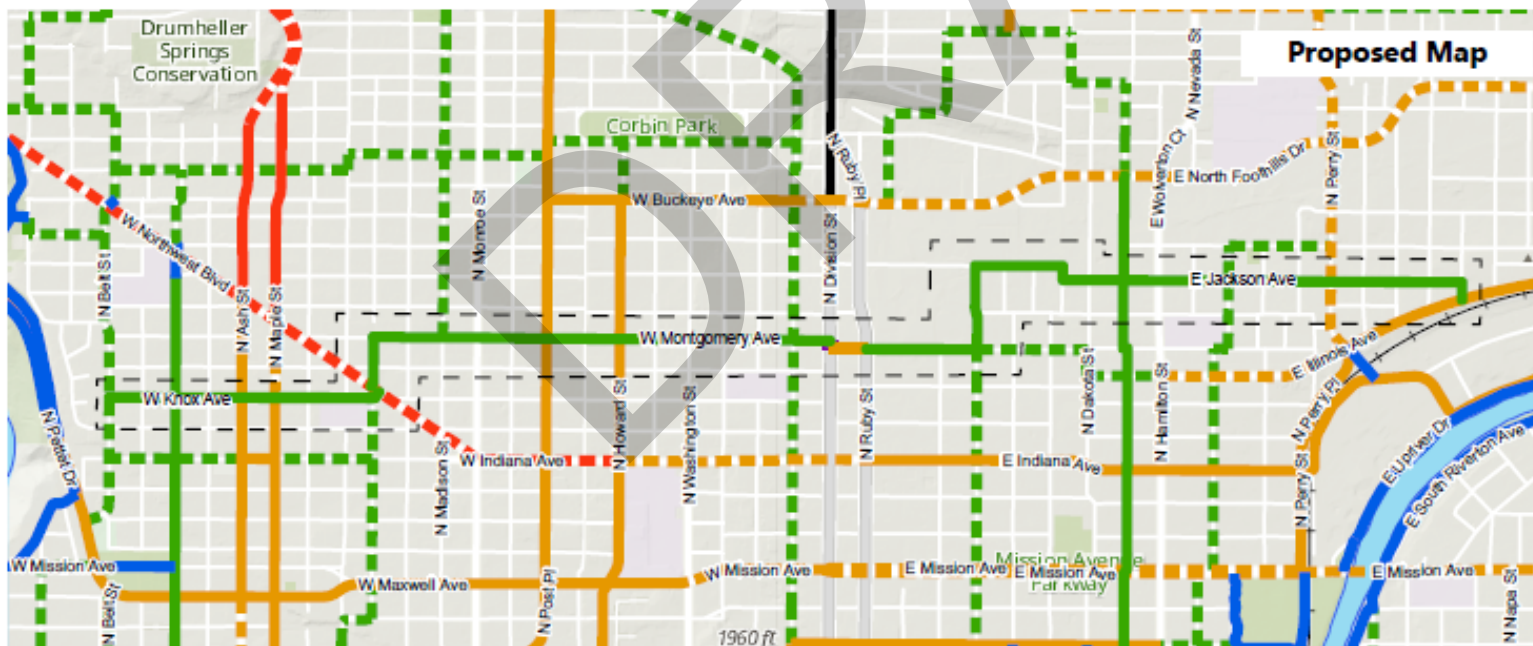 Drumheller
Springs
Conservation
Proposed Map
N Nevada St
Corbin Park
N Ruby Pl
E Wolverton Ct
E North Foothills Dr
N Perry St
W Buckeye Ave
N Monroe St
W Northwest Blvd
N Division St
N Belt St
E Jackson Ave
N Ash St
N Maple St
W Montgomery Ave
E Illinois Ave
W Knox Ave
N Howard St
N Washington St
N Ruby St
N Dakota St
N Hamilton St
N Perry Pl
N Pettet Dr
N Madison St
W Indiana Ave
E Indiana Ave
E Upriver Dr
E South Riverton Ave
N Perry St
W Mission Ave
W Maxwell Ave
W Mission Ave
E Mission Ave
E Mission Ave
Mission Avenue
Parkway
E Mission Ave
N Belt St
N Post Pl
N Napa St
1960 ft
DRA